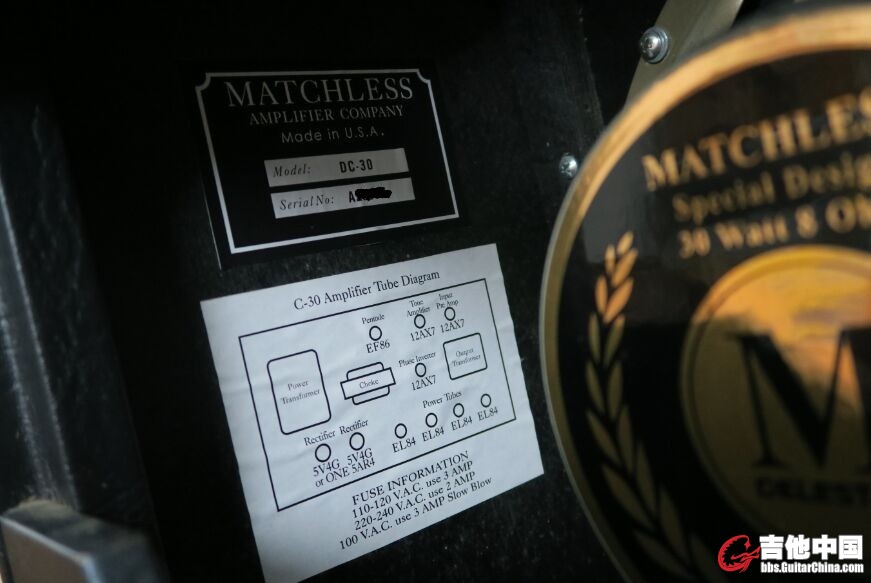 MATCHLESS
AMPLIFIER COMPANY
Made in U.S.A.
Model: DC-30
Serial No: A
C-30 Amplifier Tube Diagram
Pentode
EF86
Tone
Amplifier
12AX7
Input
Pre Amp
12AX7
Power
Transformer
Choke
Phase Inverter
12AX7
Output
Transformer
Rectifier Rectifier
5V4G 5V4G
or ONE 5AR4
Power Tubes
EL84 EL84 EL84 EL84
FUSE INFORMATION
110-120 V.A.C. use 3 AMP
220-240 V.A.C. use 2 AMP
100 V.A.C. use 3 AMP Slow Blow
MATCHLESS
Special Desig
30 Watt 8 O
M
CELEST
吉他中国
bbs.GuitarChina.com